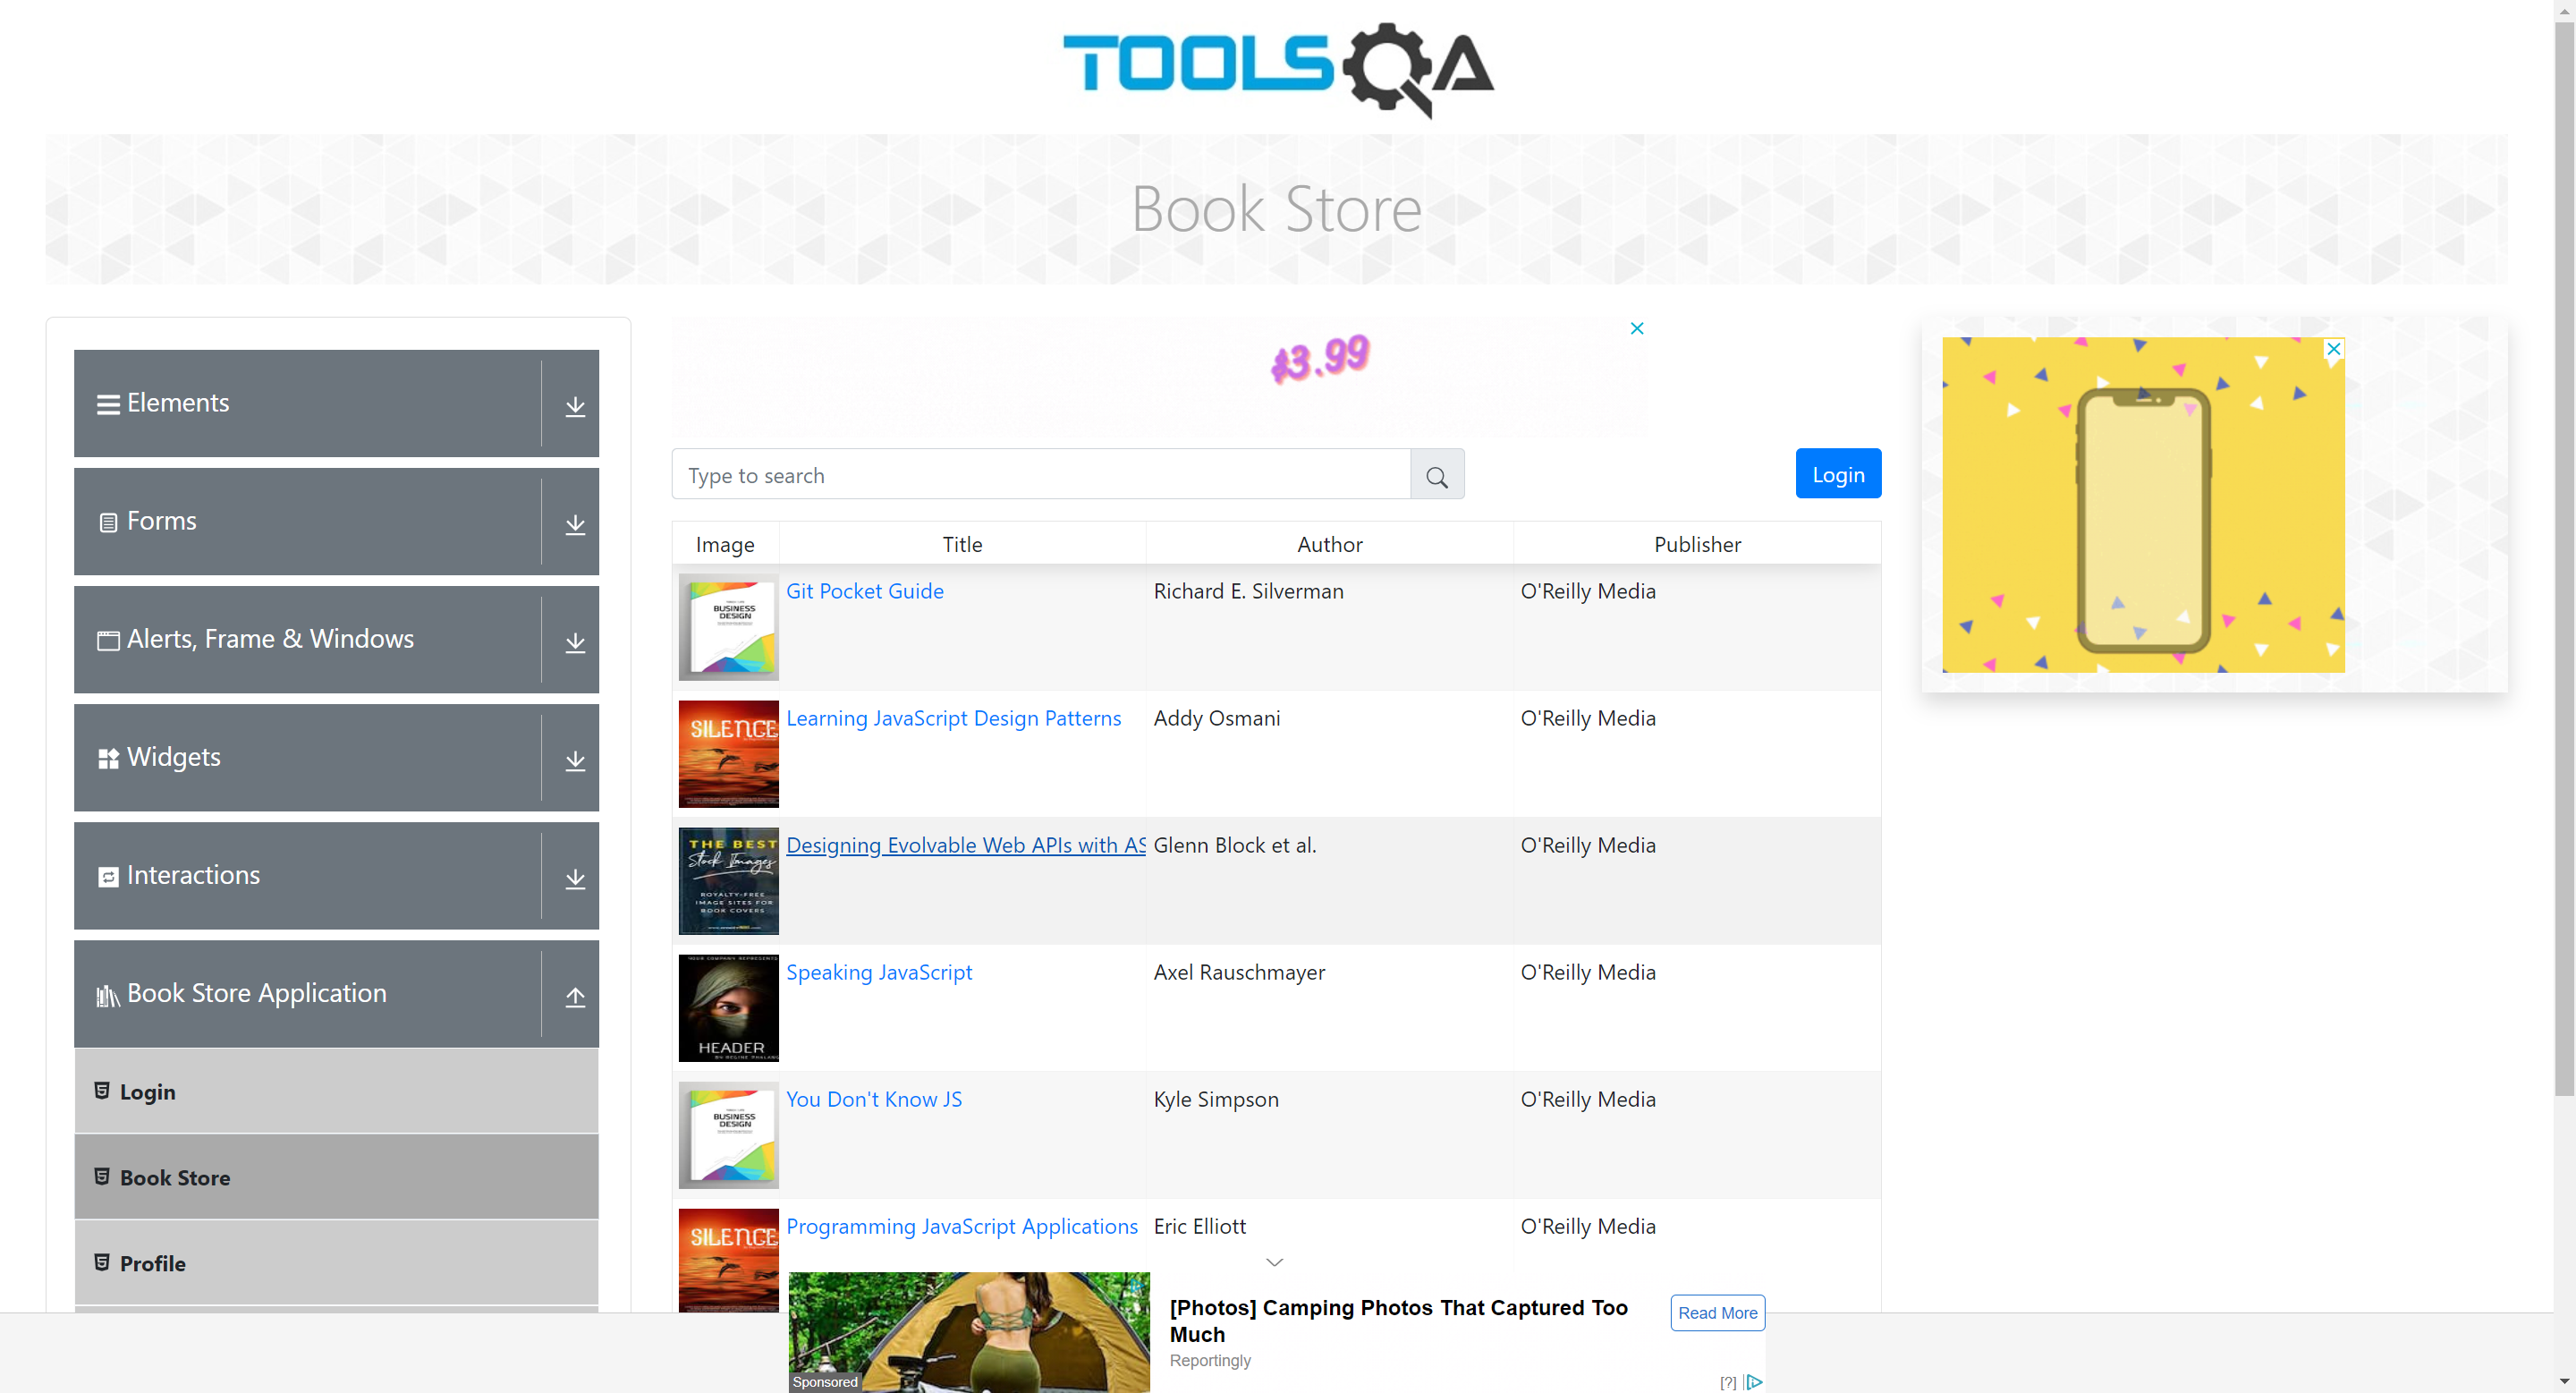 TOOLSQA
Book Store
Elements
Forms
Alerts, Frame & Windows
Widgets
Interactions
Book Store Application
Login
Book Store
Profile
$3.99
Type to search
Login
Image Title Author Publisher
BUSINESS
DESIGN
Git Pocket Guide Richard E. Silverman O'Reilly Media
SILENCE
Learning JavaScript Design Patterns Addy Osmani O'Reilly Media
THE BEST
Stock Images
ROYALTY-FREE
IMAGE SITES FOR
BOOK COVERS
Designing Evolvable Web APIs with AS Glenn Block et al. O'Reilly Media
YOUR COMPANY REPRESENTS
HEADER
Speaking JavaScript Axel Rauschmayer O'Reilly Media
BUSINESS
DESIGN
You Don't Know JS Kyle Simpson O'Reilly Media
SILENCE
Programming JavaScript Applications Eric Elliott O'Reilly Media
[Photos] Camping Photos That Captured Too
Much
Reportingly
Read More
Sponsored
[?]